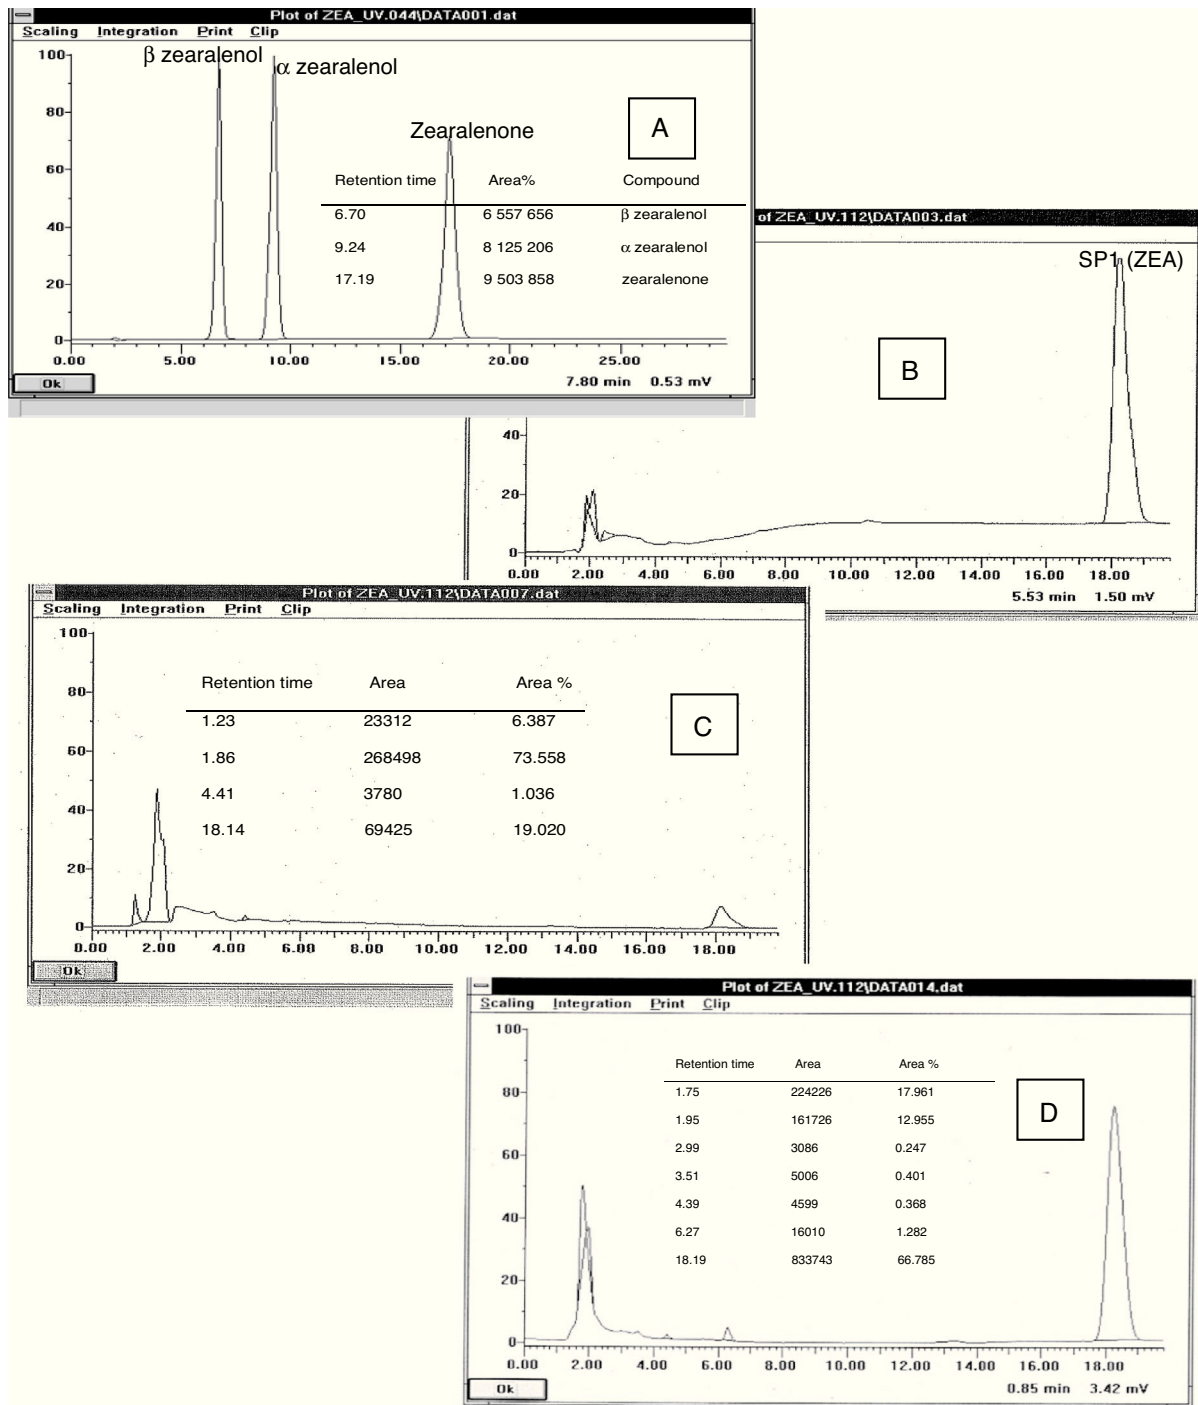 Plot of ZEA_UV.044\DATA001.dat
Scaling Integration Print Clip
β zearalenol
α zearalenol
Zearalenone
A
Retention time Area% Compound
6.70 6 557 656 β zearalenol
9.24 8 125 206 α zearalenol
17.19 9 503 858 zearalenone
100
80
60
40
20
0
0.00 5.00 10.00 15.00 20.00 25.00
Ok 7.80 min 0.53 mV
of ZEA_UV.112\DATA003.dat
SP1 (ZEA)
B
40
20
0
0.00 2.00 4.00 6.00 8.00 10.00 12.00 14.00 16.00 18.00
5.53 min 1.50 mV
Plot of ZEA_UV.112\DATA007.dat
Scaling Integration Print Clip
C
Retention time Area Area %
1.23 23312 6.387
1.86 268498 73.558
4.41 3780 1.036
18.14 69425 19.020
100
80
60
40
20
0
0.00 2.00 4.00 6.00 8.00 10.00 12.00 14.00 16.00 18.00
Ok
Plot of ZEA_UV.112\DATA014.dat
Scaling Integration Print Clip
D
Retention time Area Area %
1.75 224226 17.961
1.95 161726 12.955
2.99 3086 0.247
3.51 5006 0.401
4.39 4599 0.368
6.27 16010 1.282
18.19 833743 66.785
100
80
60
40
20
0
0.00 2.00 4.00 6.00 8.00 10.00 12.00 14.00 16.00 18.00
Ok 0.85 min 3.42 mV